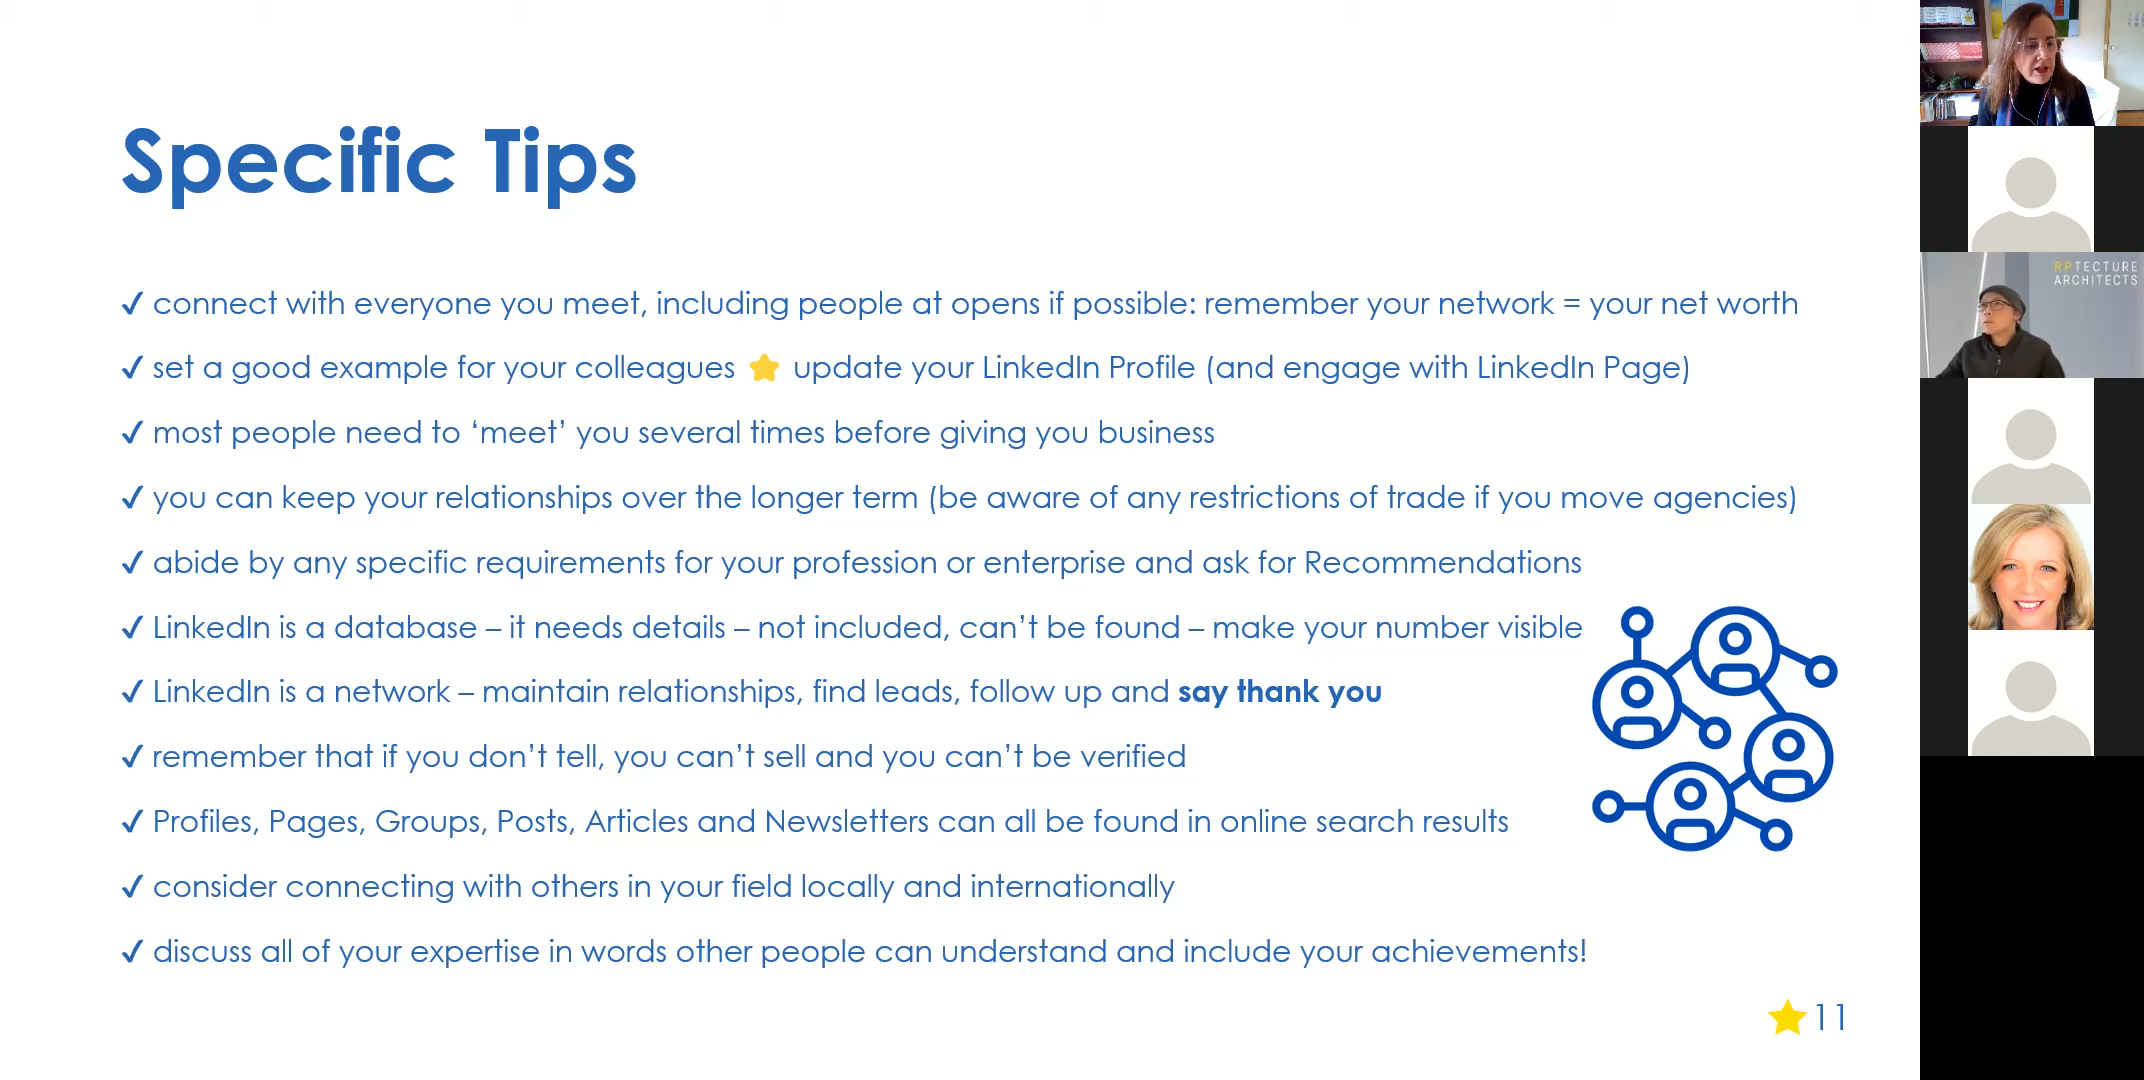 Specific Tips
✓ connect with everyone you meet, including people at opens if possible: remember your network = your net worth
✓ set a good example for your colleagues ⭐ update your LinkedIn Profile (and engage with LinkedIn Page)
✓ most people need to ‘meet’ you several times before giving you business
✓ you can keep your relationships over the longer term (be aware of any restrictions of trade if you move agencies)
✓ abide by any specific requirements for your profession or enterprise and ask for Recommendations
✓ LinkedIn is a database – it needs details – not included, can’t be found – make your number visible
✓ LinkedIn is a network – maintain relationships, find leads, follow up and say thank you
✓ remember that if you don’t tell, you can’t sell and you can’t be verified
✓ Profiles, Pages, Groups, Posts, Articles and Newsletters can all be found in online search results
✓ consider connecting with others in your field locally and internationally
✓ discuss all of your expertise in words other people can understand and include your achievements!
11
RPTECTURE
ARCHITECTS